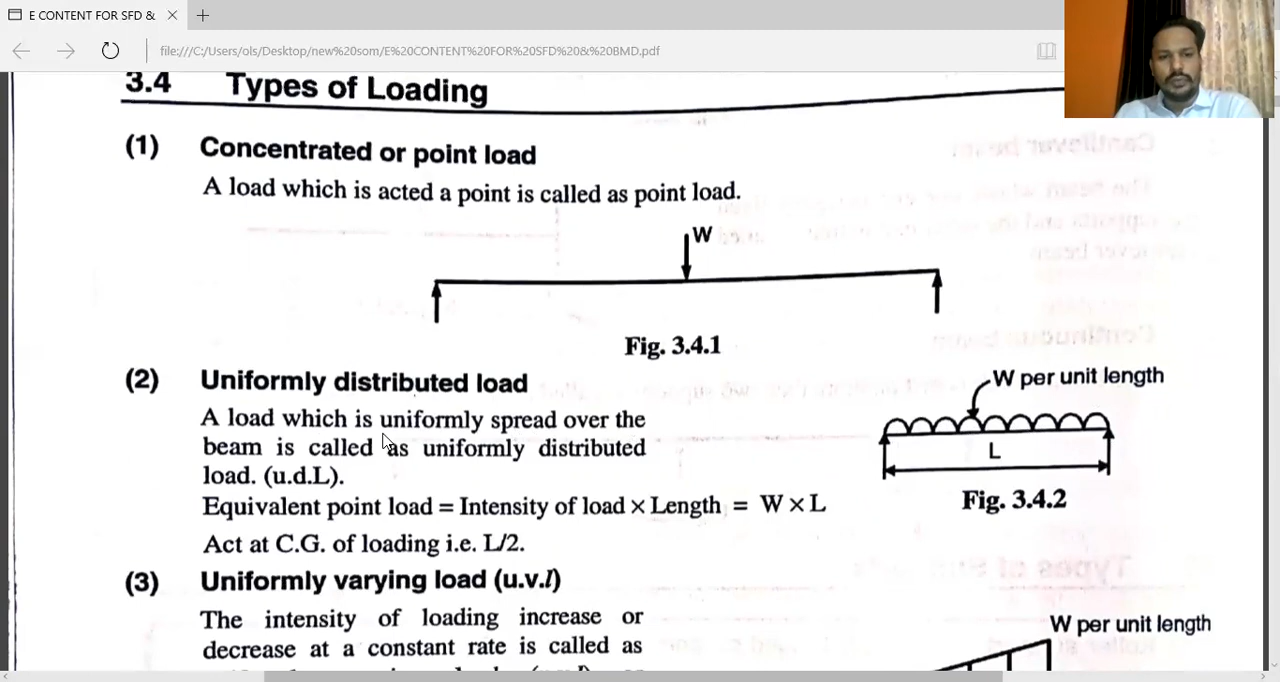 E CONTENT FOR SFD &
file:///C:/Users/ols/Desktop/new%20som/E%20CONTENT%20FOR%20SFD%20&%20BMD.pdf
3.4 Types of Loading
(1) Concentrated or point load
A load which is acted a point is called as point load.
W
Fig. 3.4.1
(2) Uniformly distributed load
A load which is uniformly spread over the
beam is called as uniformly distributed
load. (u.d.L).
W per unit length
L
Fig. 3.4.2
Equivalent point load = Intensity of load × Length = W × L
Act at C.G. of loading i.e. L/2.
(3) Uniformly varying load (u.v.l)
The intensity of loading increase or
decrease at a constant rate is called as
W per unit length